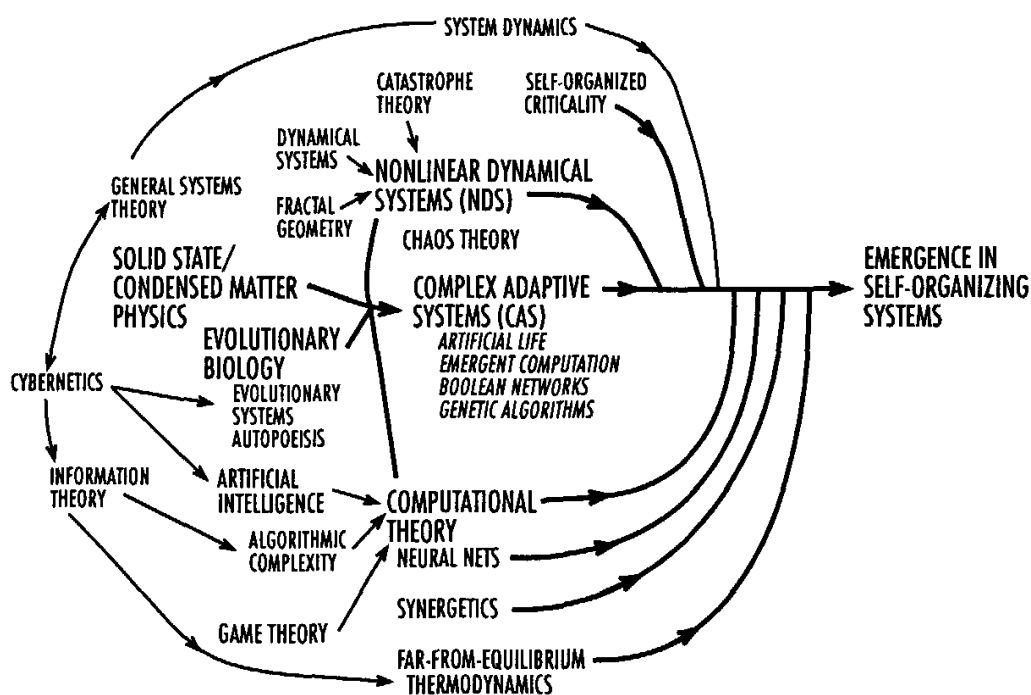 SYSTEM DYNAMICS
CATASTROPHE
THEORY
SELF-ORGANIZED
CRITICALITY
DYNAMICAL
SYSTEMS
NONLINEAR DYNAMICAL
SYSTEMS (NDS)
GENERAL SYSTEMS
THEORY
FRACTAL
GEOMETRY
CHAOS THEORY
SOLID STATE/
CONDENSED MATTER
PHYSICS
COMPLEX ADAPTIVE
SYSTEMS (CAS)
ARTIFICIAL LIFE
EMERGENT COMPUTATION
BOOLEAN NETWORKS
GENETIC ALGORITHMS
EMERGENCE IN
SELF-ORGANIZING
SYSTEMS
EVOLUTIONARY
BIOLOGY
EVOLUTIONARY
SYSTEMS
AUTOPOEISIS
CYBERNETICS
INFORMATION
THEORY
ARTIFICIAL
INTELLIGENCE
COMPUTATIONAL
THEORY
ALGORITHMIC
COMPLEXITY
NEURAL NETS
SYNERGETICS
GAME THEORY
FAR-FROM-EQUILIBRIUM
THERMODYNAMICS